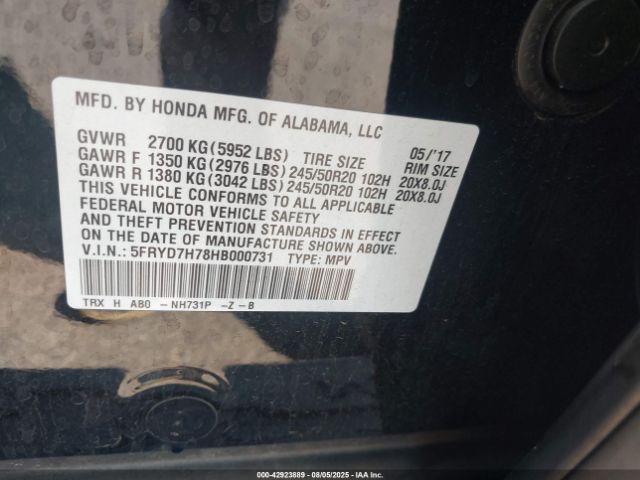 MFD. BY HONDA MFG. OF ALABAMA, LLC
GVWR 2700 KG(5952 LBS) TIRE SIZE 05/'17 RIM SIZE
GAWR F 1350 KG(2976 LBS)245/50R20 102H 20X8.0J
GAWR R 1380 KG(3042 LBS)245/50R20 102H 20X8.0J
THIS VEHICLE CONFORMS TO ALL APPLICABLE
FEDERAL MOTOR VEHICLE SAFETY
AND THEFT PREVENTION STANDARDS IN EFFECT
ON THE DATE OF MANUFACTURE SHOWN ABOVE.
V.I.N.: 5FRYD7H78HB000731 TYPE: MPV
TRX H AB0 - NH731P -Z - 8
00-42923889 | 08/05/2025 | IAA Inc.